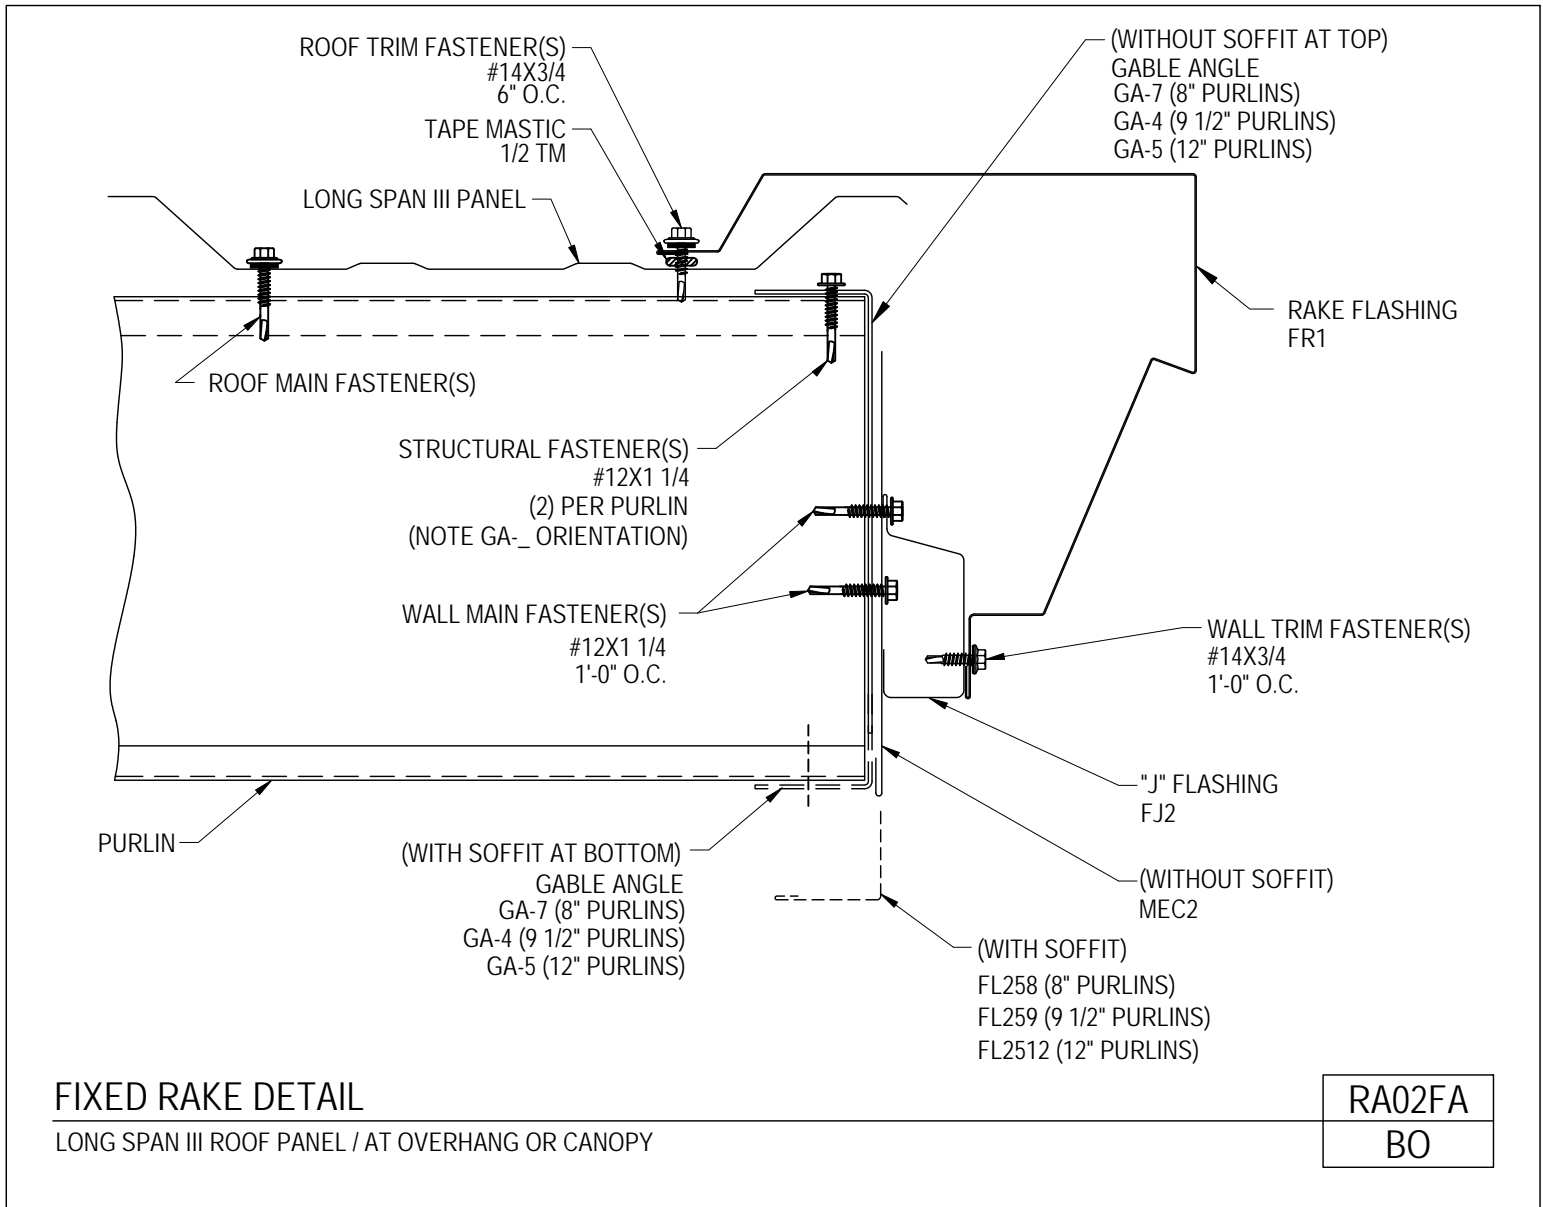 ROOF TRIM FASTENER(S)
#14X3/4
6" O.C.
TAPE MASTIC
1/2 TM
LONG SPAN III PANEL
(WITHOUT SOFFIT AT TOP)
GABLE ANGLE
GA-7 (8" PURLINS)
GA-4 (9 1/2" PURLINS)
GA-5 (12" PURLINS)
RAKE FLASHING
FR1
ROOF MAIN FASTENER(S)
STRUCTURAL FASTENER(S)
#12X1 1/4
(2) PER PURLIN
(NOTE GA-_ ORIENTATION)
WALL MAIN FASTENER(S)
#12X1 1/4
1'-0" O.C.
WALL TRIM FASTENER(S)
#14X3/4
1'-0" O.C.
"J" FLASHING
FJ2
PURLIN
(WITH SOFFIT AT BOTTOM)
GABLE ANGLE
GA-7 (8" PURLINS)
GA-4 (9 1/2" PURLINS)
GA-5 (12" PURLINS)
(WITHOUT SOFFIT)
MEC2
(WITH SOFFIT)
FL258 (8" PURLINS)
FL259 (9 1/2" PURLINS)
FL2512 (12" PURLINS)
FIXED RAKE DETAIL
LONG SPAN III ROOF PANEL / AT OVERHANG OR CANOPY
RA02FA
BO